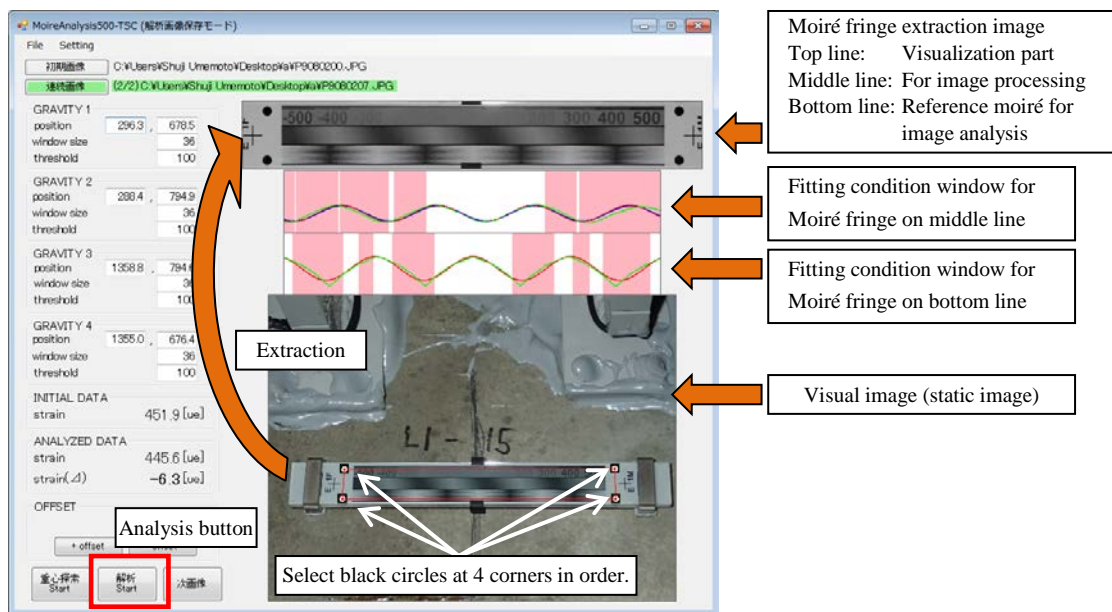 MoireAnalysis500-TSC (解析画像保存モード)
File Setting
初期画像 C:¥Users¥Shuji Umemoto¥Desktop¥a¥P9080200.JPG
連続画像 (2/2) C:¥Users¥Shuji Umemoto¥Desktop¥a¥P9080207.JPG
GRAVITY 1
position 296.3 , 678.5
window size 36
threshold 100
GRAVITY 2
position 288.4 , 794.9
window size 36
threshold 100
GRAVITY 3
position 1358.8 , 794.6
window size 36
threshold 100
GRAVITY 4
position 1355.0 , 676.4
window size 36
threshold 100
INITIAL DATA
strain 451.9 [uε]
ANALYZED DATA
strain 445.6 [uε]
strain(⊿) -6.3 [uε]
OFFSET
+ offset
重心探索
Start
解析
Start
次画像
-500 -400 300 400 500
Extraction
Analysis button
L1-15
Select black circles at 4 corners in order.
Moiré fringe extraction image
Top line: Visualization part
Middle line: For image processing
Bottom line: Reference moiré for
image analysis
Fitting condition window for
Moiré fringe on middle line
Fitting condition window for
Moiré fringe on bottom line
Visual image (static image)